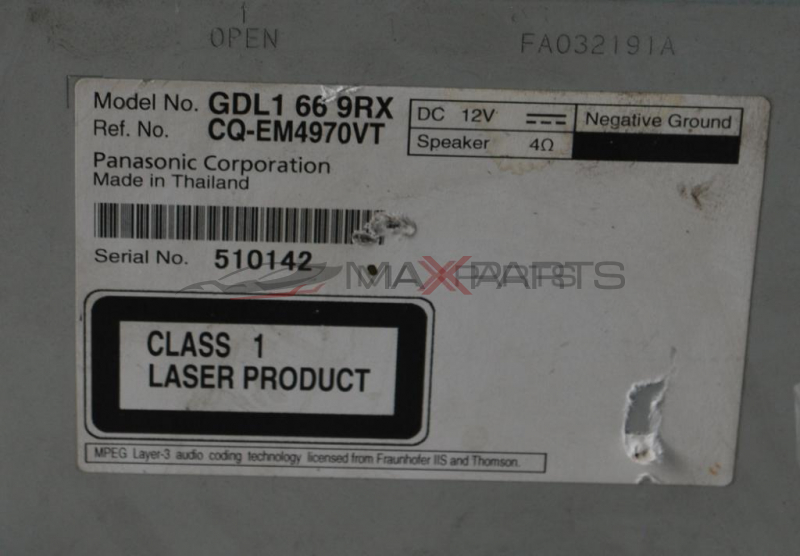 1
OPEN
FA032191A
Model No. GDL1 66 9RX
Ref. No. CQ-EM4970VT
DC 12V
Negative Ground
Speaker 4Ω
Panasonic Corporation
Made in Thailand
Serial No. 510142
MAXPARTS
CLASS 1
LASER PRODUCT
MPEG Layer-3 audio coding technology licensed from Fraunhofer IIS and Thomson.